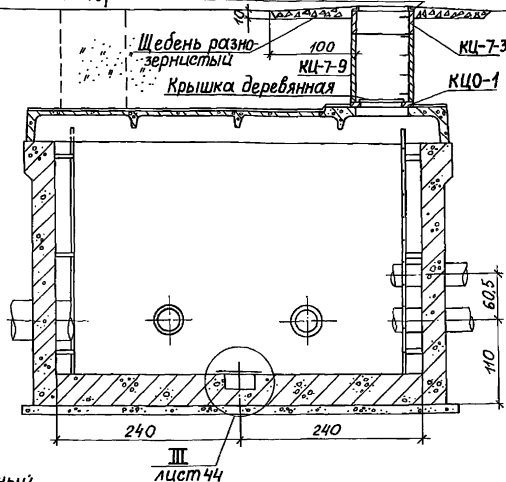 10
Щебень разно-
зернистый
100
КЦ-7-9
КЦ-7-3
Крышка деревянная
КЦО-1
60,5
110
240
240
III
лист 44